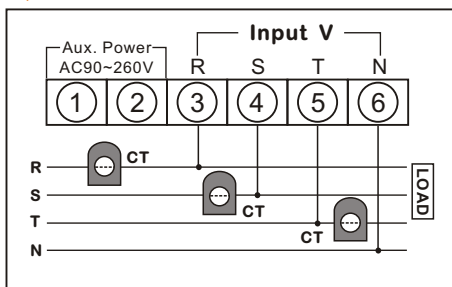 Input V
Aux. Power
AC90~260V
R S T N
1 2 3 4 5 6
R
CT
S
CT
T
CT
N
LOAD